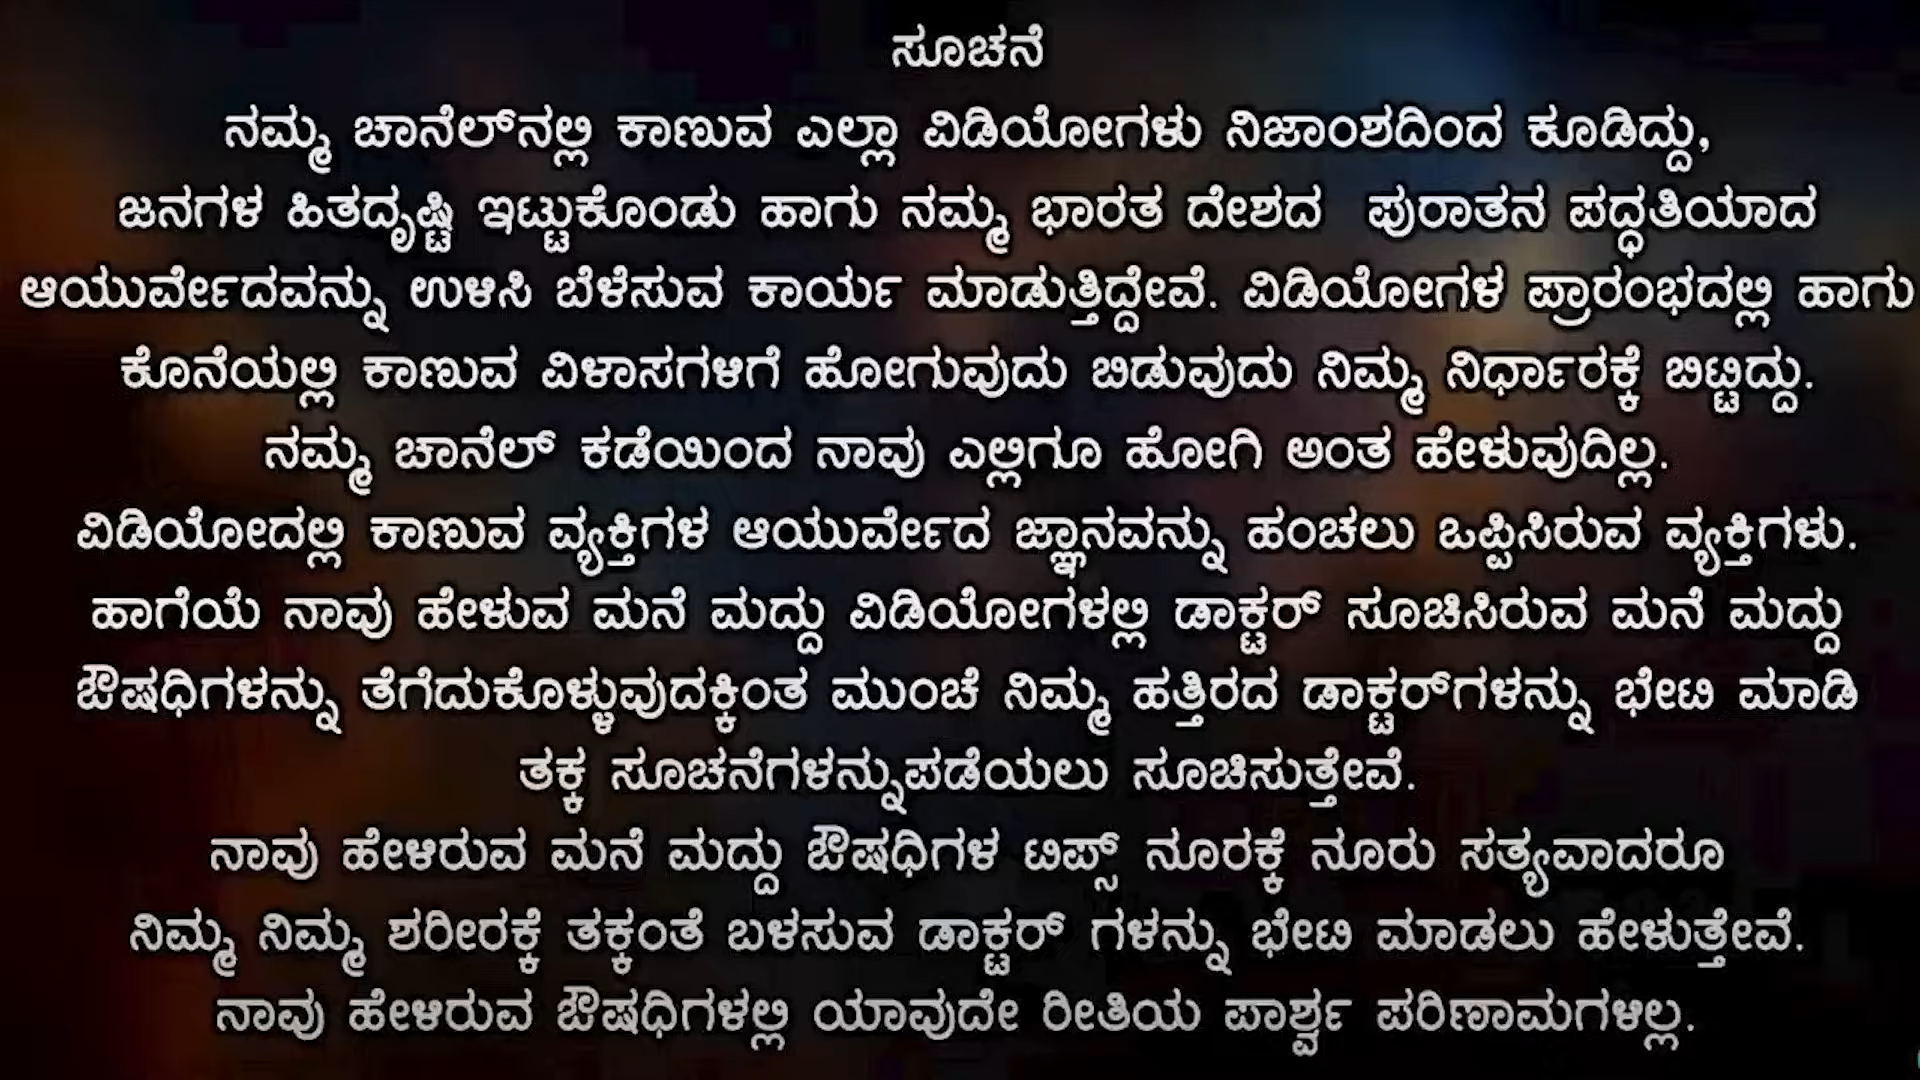 ಸೂಚನೆ
ನಮ್ಮ ಚಾನೆಲ್‌ನಲ್ಲಿ ಕಾಣುವ ಎಲ್ಲಾ ವಿಡಿಯೋಗಳು ನಿಜಾಂಶದಿಂದ ಕೂಡಿದ್ದು,
ಜನಗಳ ಹಿತದೃಷ್ಟಿ ಇಟ್ಟುಕೊಂಡು ಹಾಗು ನಮ್ಮ ಭಾರತ ದೇಶದ ಪುರಾತನ ಪದ್ಧತಿಯಾದ
ಆಯುರ್ವೇದವನ್ನು ಉಳಿಸಿ ಬೆಳೆಸುವ ಕಾರ್ಯ ಮಾಡುತ್ತಿದ್ದೇವೆ. ವಿಡಿಯೋಗಳ ಪ್ರಾರಂಭದಲ್ಲಿ ಹಾಗು
ಕೊನೆಯಲ್ಲಿ ಕಾಣುವ ವಿಳಾಸಗಳಿಗೆ ಹೋಗುವುದು ಬಿಡುವುದು ನಿಮ್ಮ ನಿರ್ಧಾರಕ್ಕೆ ಬಿಟ್ಟಿದ್ದು.
ನಮ್ಮ ಚಾನೆಲ್ ಕಡೆಯಿಂದ ನಾವು ಎಲ್ಲಿಗೂ ಹೋಗಿ ಅಂತ ಹೇಳುವುದಿಲ್ಲ.
ವಿಡಿಯೋದಲ್ಲಿ ಕಾಣುವ ವ್ಯಕ್ತಿಗಳ ಆಯುರ್ವೇದ ಜ್ಞಾನವನ್ನು ಹಂಚಲು ಒಪ್ಪಿಸಿರುವ ವ್ಯಕ್ತಿಗಳು.
ಹಾಗೆಯೆ ನಾವು ಹೇಳುವ ಮನೆ ಮದ್ದು ವಿಡಿಯೋಗಳಲ್ಲಿ ಡಾಕ್ಟರ್ ಸೂಚಿಸಿರುವ ಮನೆ ಮದ್ದು
ಔಷಧಿಗಳನ್ನು ತೆಗೆದುಕೊಳ್ಳುವುದಕ್ಕಿಂತ ಮುಂಚೆ ನಿಮ್ಮ ಹತ್ತಿರದ ಡಾಕ್ಟರ್‌ಗಳನ್ನು ಭೇಟಿ ಮಾಡಿ
ತಕ್ಕ ಸೂಚನೆಗಳನ್ನುಪಡೆಯಲು ಸೂಚಿಸುತ್ತೇವೆ.
ನಾವು ಹೇಳಿರುವ ಮನೆ ಮದ್ದು ಔಷಧಿಗಳ ಟಿಪ್ಸ್ ನೂರಕ್ಕೆ ನೂರು ಸತ್ಯವಾದರೂ
ನಿಮ್ಮ ನಿಮ್ಮ ಶರೀರಕ್ಕೆ ತಕ್ಕಂತೆ ಬಳಸುವ ಡಾಕ್ಟರ್ ಗಳನ್ನು ಭೇಟಿ ಮಾಡಲು ಹೇಳುತ್ತೇವೆ.
ನಾವು ಹೇಳಿರುವ ಔಷಧಿಗಳಲ್ಲಿ ಯಾವುದೇ ರೀತಿಯ ಪಾರ್ಶ್ವ ಪರಿಣಾಮಗಳಿಲ್ಲ.